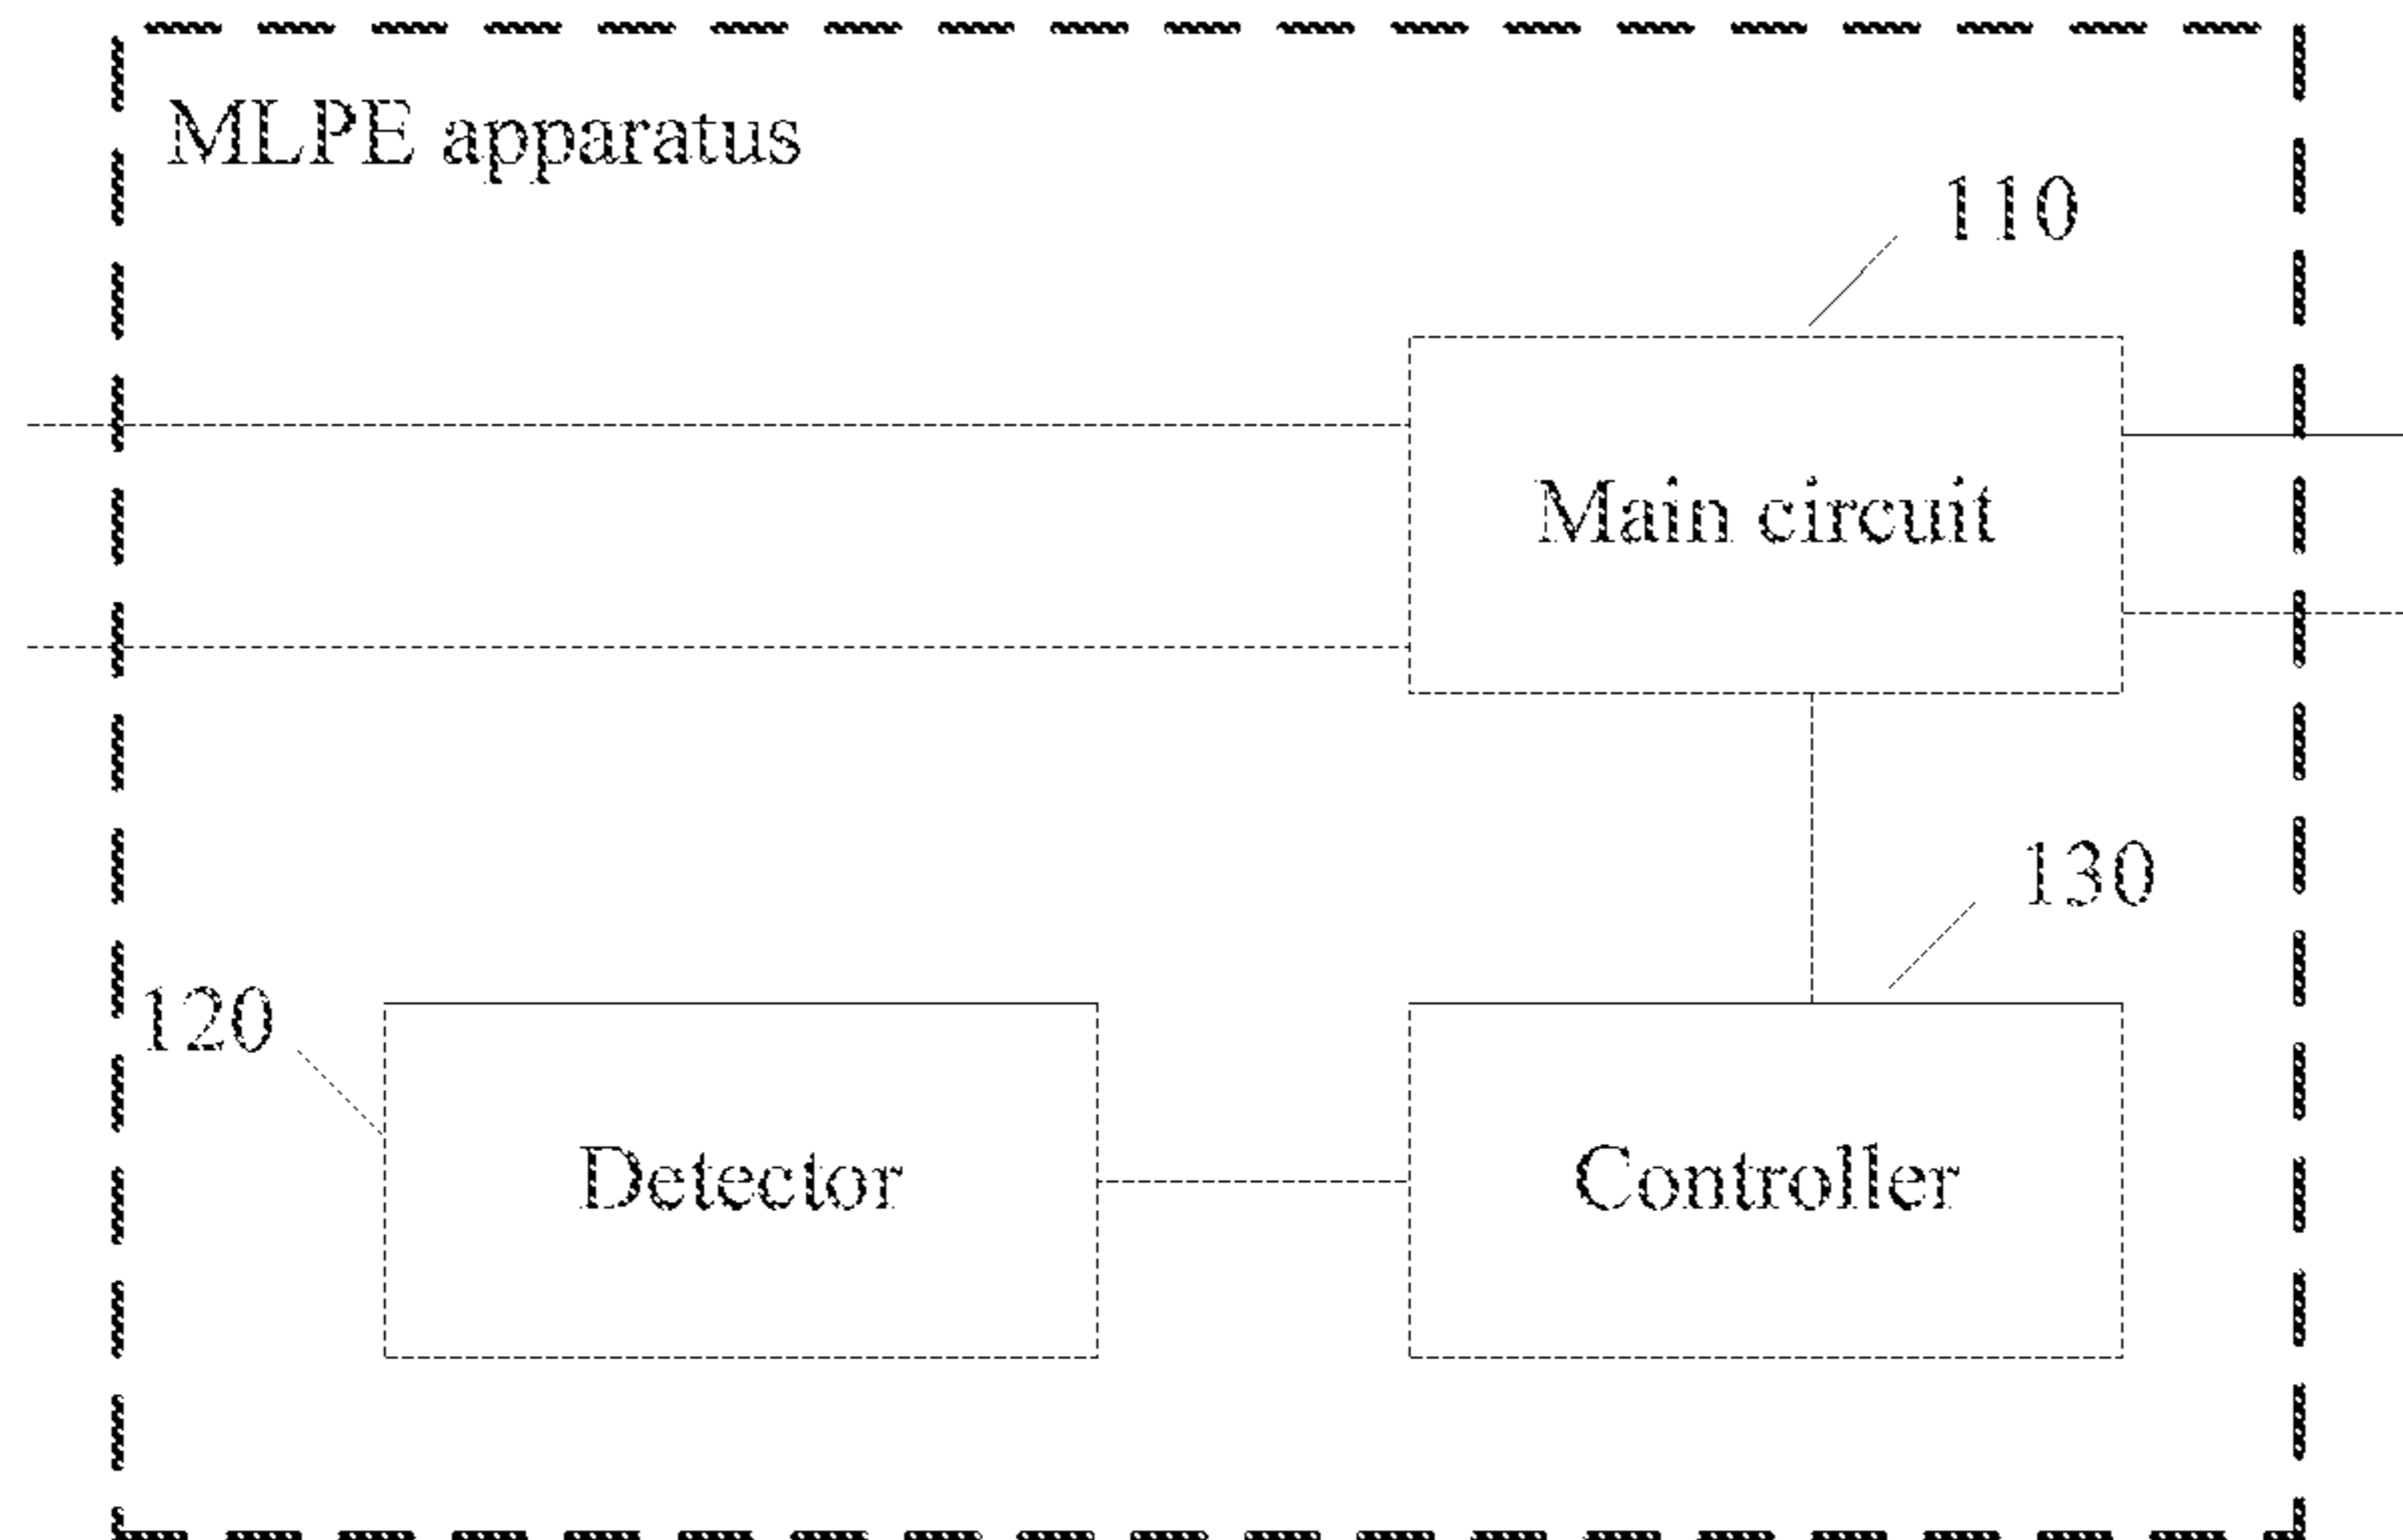 MLPE apparatus
110
Main circuit
130
120
Detector
Controller